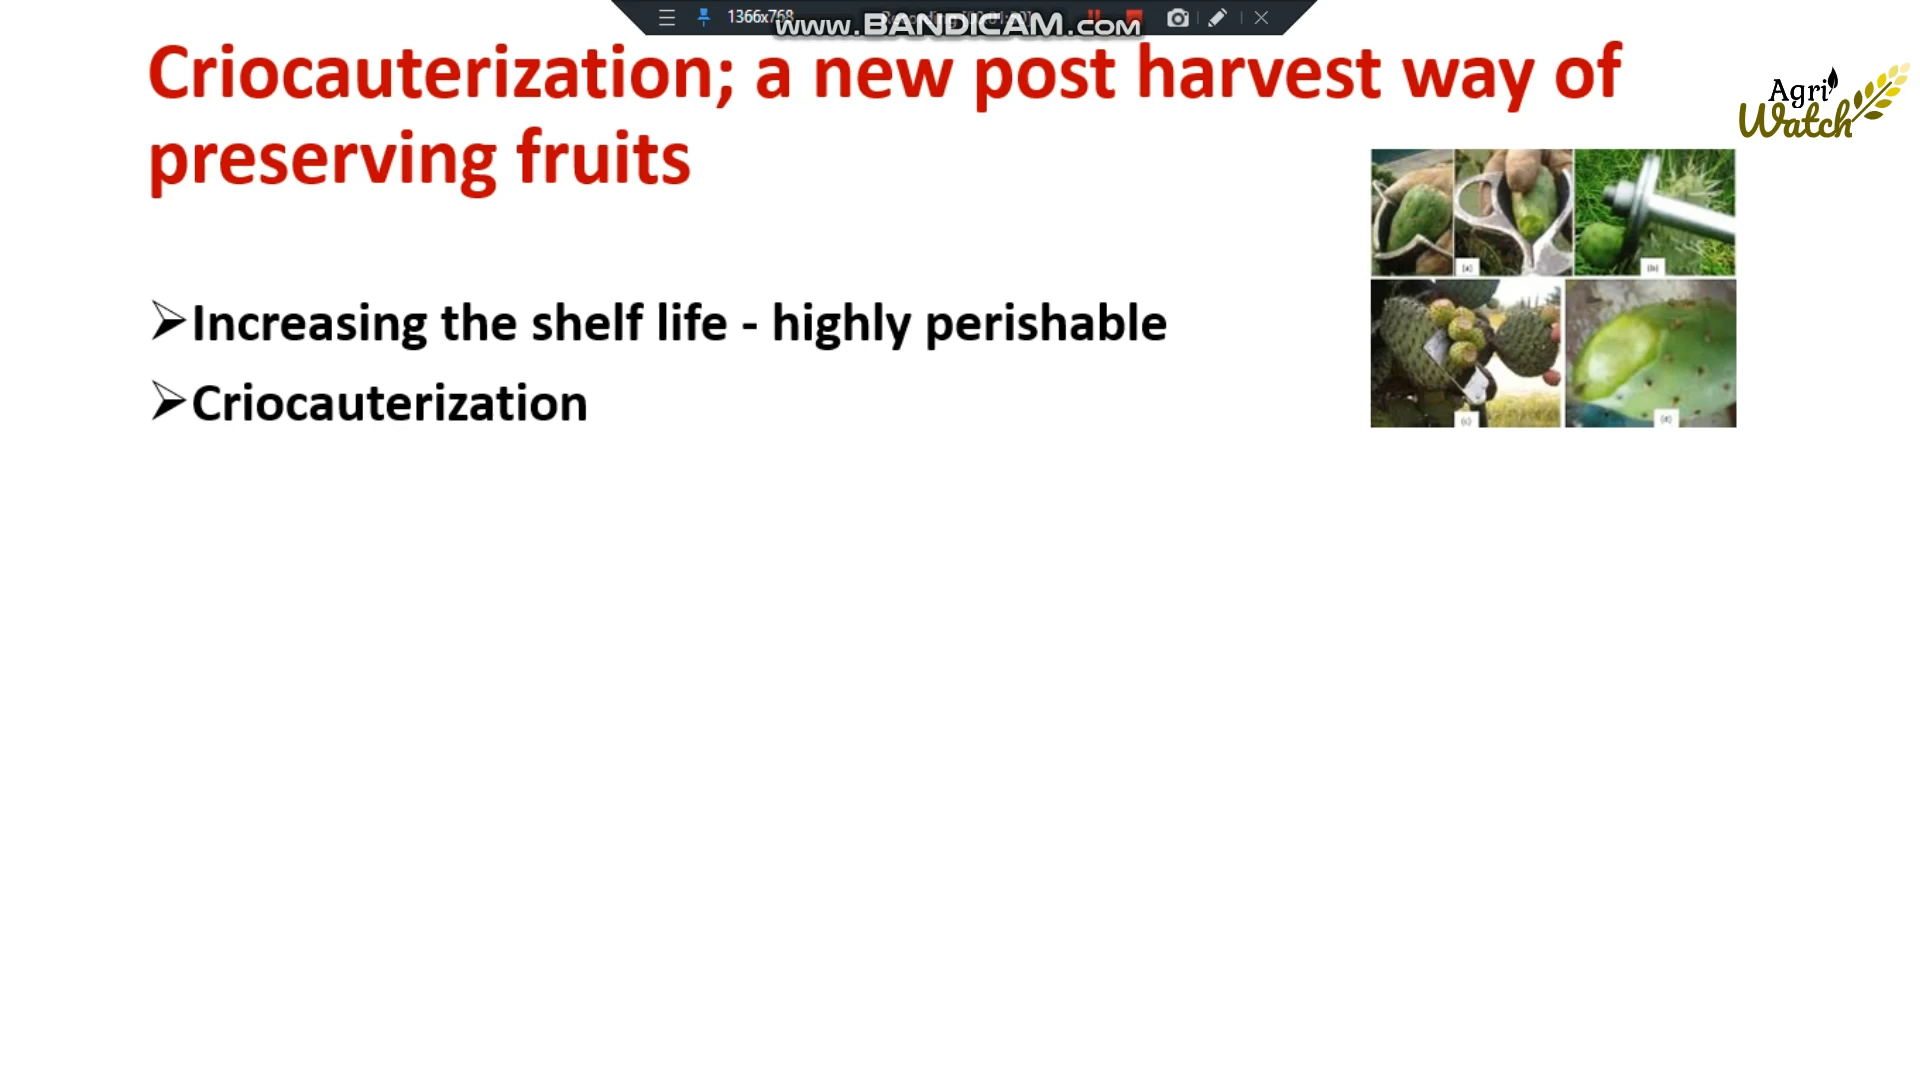 1366x768
www.BANDICAM.com
Criocauterization; a new post harvest way of
preserving fruits
Agri
Watch
Increasing the shelf life - highly perishable
Criocauterization
(a)
(b)
(c)
(d)